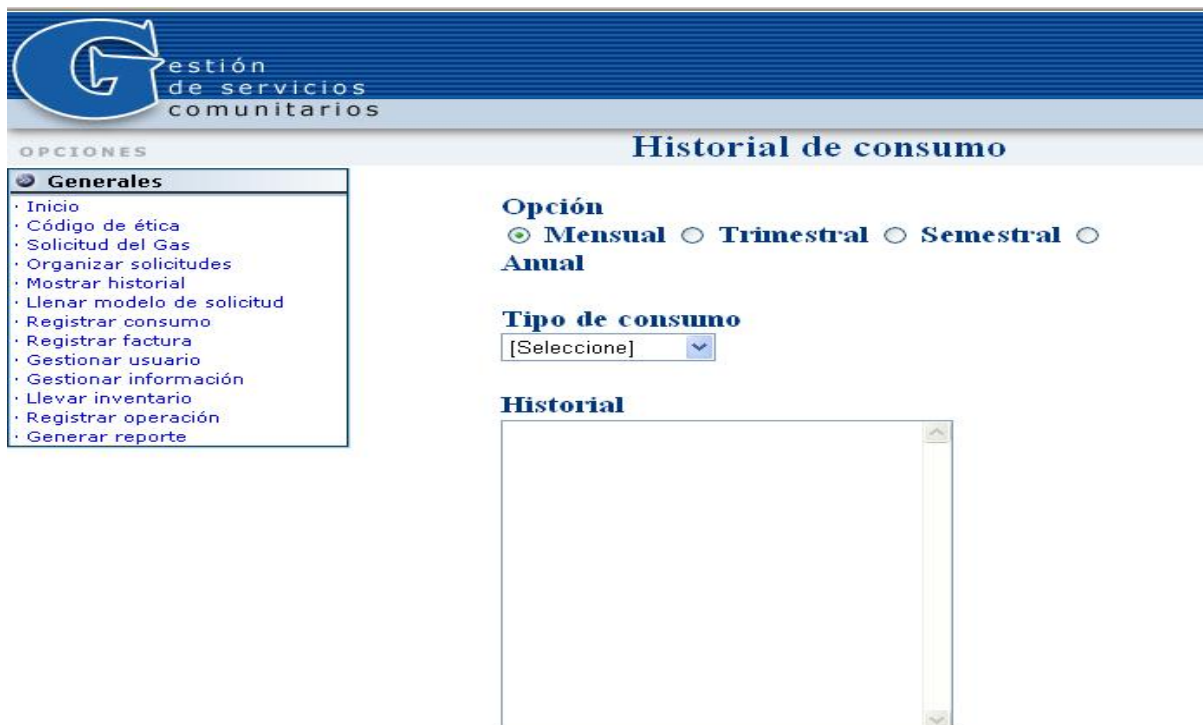 Gestión
de servicios
comunitarios
OPCIONES
Historial de consumo
Generales
· Inicio
· Código de ética
· Solicitud del Gas
· Organizar solicitudes
· Mostrar historial
· Llenar modelo de solicitud
· Registrar consumo
· Registrar factura
· Gestionar usuario
· Gestionar información
· Llevar inventario
· Registrar operación
· Generar reporte
Opción
Mensual Trimestral Semestral
Anual
Tipo de consumo
[Seleccione]
Historial